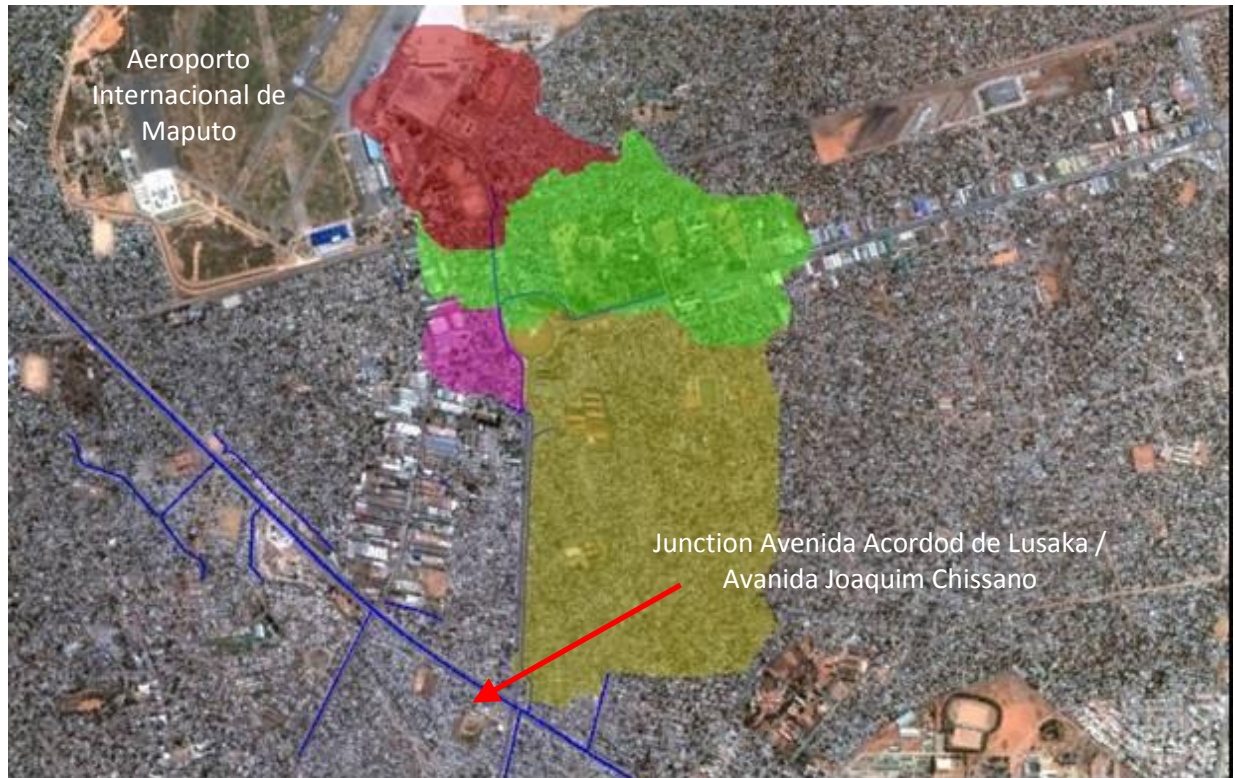 Aeroporto
Internacional de
Maputo
Junction Avenida Acordod de Lusaka /
Avanida Joaquim Chissano